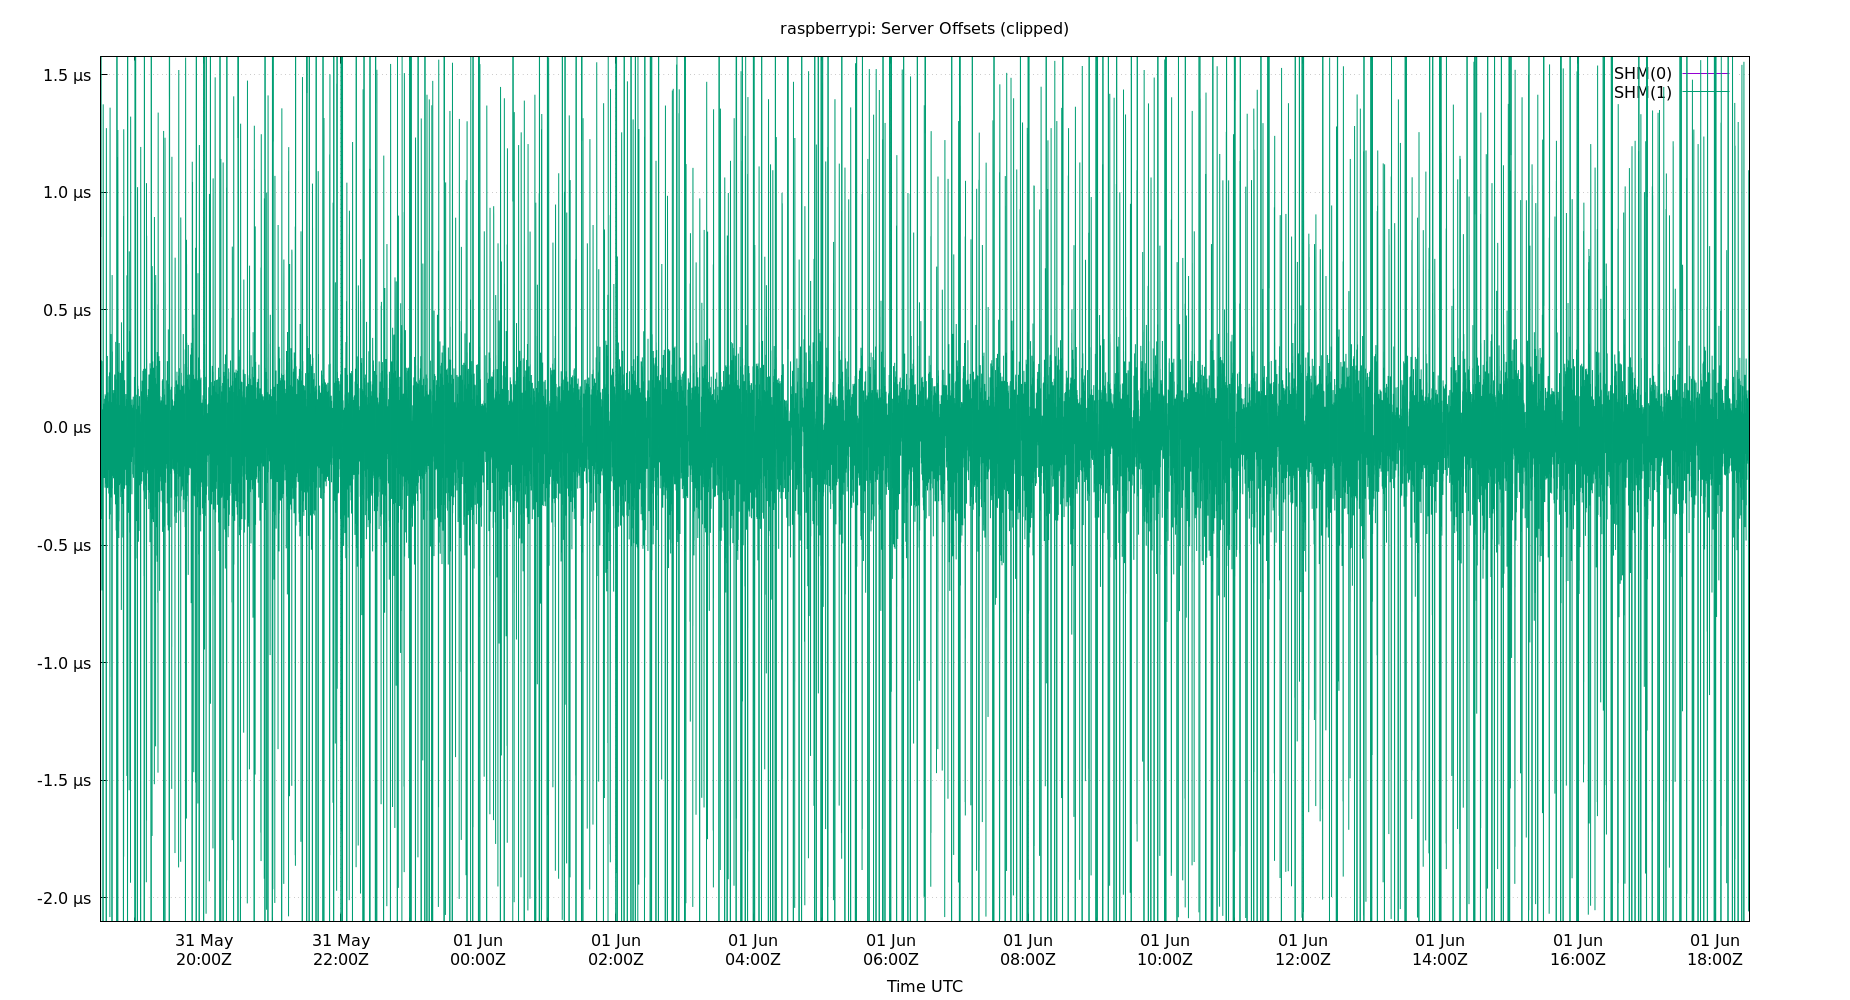 raspberrypi: Server Offsets (clipped)
1.5 µs
1.0 µs
0.5 µs
0.0 µs
-0.5 µs
-1.0 µs
-1.5 µs
-2.0 µs
SHM(0)
SHM(1)
31 May 31 May 01 Jun 01 Jun 01 Jun 01 Jun 01 Jun 01 Jun 01 Jun 01 Jun 01 Jun 01 Jun
20:00Z 22:00Z 00:00Z 02:00Z 04:00Z 06:00Z 08:00Z 10:00Z 12:00Z 14:00Z 16:00Z 18:00Z
Time UTC